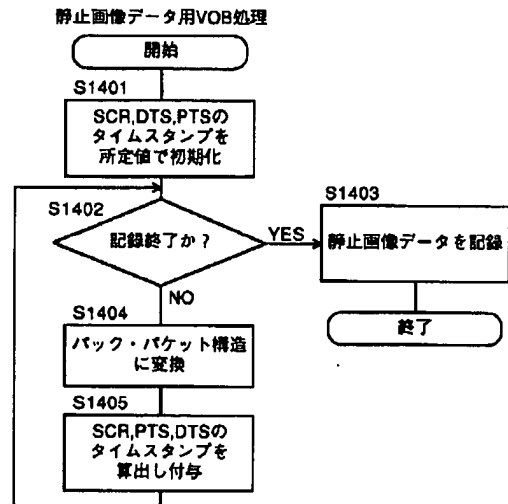 静止画像データ用VOB処理
開始
S1401
SCR,DTS,PTSの
タイムスタンプを
所定値で初期化
S1402
記録終了か?
YES
S1403
静止画像データを記録
終了
NO
S1404
パック・パケット構造
に変換
S1405
SCR,PTS,DTSの
タイムスタンプを
算出し付与